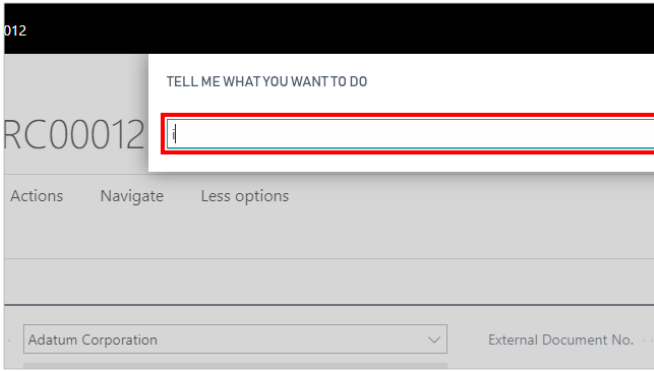 012
TELL ME WHAT YOU WANT TO DO
RC00012
i
Actions Navigate Less options
Adatum Corporation External Document No.